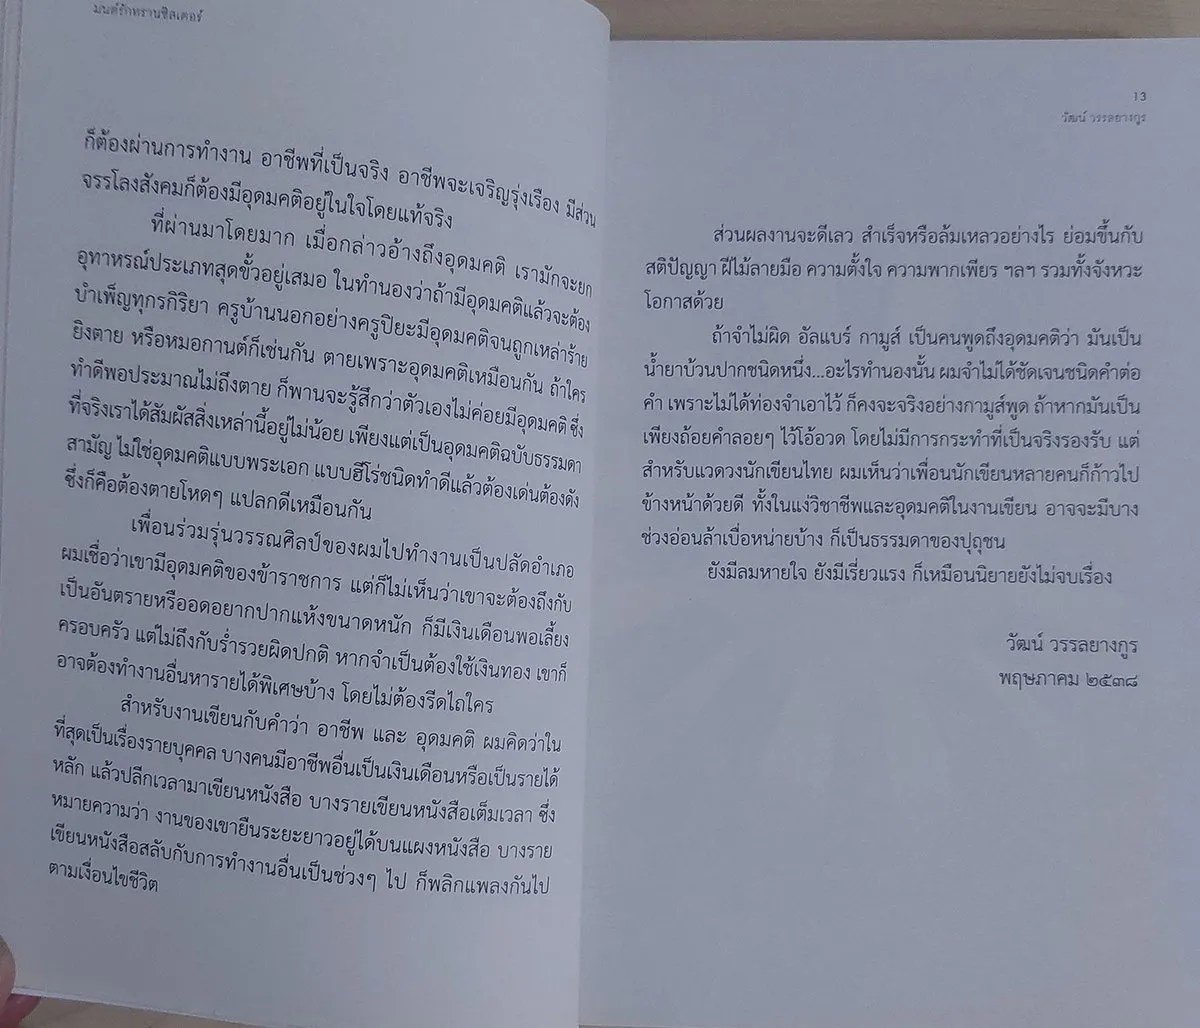 มนต์รักทรานซิสเตอร์
ก็ต้องผ่านการทำงาน อาชีพที่เป็นจริง อาชีพจะเจริญรุ่งเรือง มีส่วน
จรรโลงสังคมก็ต้องมีอุดมคติอยู่ในใจโดยแท้จริง
ที่ผ่านมาโดยมาก เมื่อกล่าวอ้างถึงอุดมคติ เรามักจะยก
อุทาหรณ์ประเภทสุดขั้วอยู่เสมอ ในทำนองว่าถ้ามีอุดมคติแล้วจะต้อง
บำเพ็ญทุกรกิริยา ครูบ้านนอกอย่างครูปิยะมีอุดมคติจนถูกเหล่าร้าย
ยิงตาย หรือหมอกานต์ก็เช่นกัน ตายเพราะอุดมคติเหมือนกัน ถ้าใคร
ทำดีพอประมาณไม่ถึงตาย ก็พานจะรู้สึกว่าตัวเองไม่ค่อยมีอุดมคติ ซึ่ง
ที่จริงเราได้สัมผัสสิ่งเหล่านี้อยู่ไม่น้อย เพียงแต่เป็นอุดมคติฉบับธรรมดา
สามัญ ไม่ใช่อุดมคติแบบพระเอก แบบฮีโร่ชนิดทำดีแล้วต้องเด่นต้องดัง
ซึ่งก็คือต้องตายโหดๆ แปลกดีเหมือนกัน
เพื่อนร่วมรุ่นวรรณศิลป์ของผมไปทำงานเป็นปลัดอำเภอ
ผมเชื่อว่าเขามีอุดมคติของข้าราชการ แต่ก็ไม่เห็นว่าเขาจะต้องถึงกับ
เป็นอันตรายหรืออดอยากปากแห้งขนาดหนัก ก็มีเงินเดือนพอเลี้ยง
ครอบครัว แต่ไม่ถึงกับร่ำรวยผิดปกติ หากจำเป็นต้องใช้เงินทอง เขาก็
อาจต้องทำงานอื่นหารายได้พิเศษบ้าง โดยไม่ต้องรีดไถใคร
สำหรับงานเขียนกับคำว่า อาชีพ และ อุดมคติ ผมคิดว่าใน
ที่สุดเป็นเรื่องรายบุคคล บางคนมีอาชีพอื่นเป็นเงินเดือนหรือเป็นรายได้
หลัก แล้วปลีกเวลามาเขียนหนังสือ บางรายเขียนหนังสือเต็มเวลา ซึ่ง
หมายความว่า งานของเขายืนระยะยาวอยู่ได้บนแผงหนังสือ บางราย
เขียนหนังสือสลับกับการทำงานอื่นเป็นช่วงๆ ไป ก็พลิกแพลงกันไป
ตามเงื่อนไขชีวิต
13
วัฒน์ วรรลยางกูร
ส่วนผลงานจะดีเลว สำเร็จหรือล้มเหลวอย่างไร ย่อมขึ้นกับ
สติปัญญา ฝีไม้ลายมือ ความตั้งใจ ความพากเพียร ฯลฯ รวมทั้งจังหวะ
โอกาสด้วย
ถ้าจำไม่ผิด อัลแบร์ กามูส์ เป็นคนพูดถึงอุดมคติว่า มันเป็น
น้ำยาบ้วนปากชนิดหนึ่ง...อะไรทำนองนั้น ผมจำไม่ได้ชัดเจนชนิดคำต่อ
คำ เพราะไม่ได้ท่องจำเอาไว้ ก็คงจะจริงอย่างกามูส์พูด ถ้าหากมันเป็น
เพียงถ้อยคำลอยๆ ไว้โอ้อวด โดยไม่มีการกระทำที่เป็นจริงรองรับ แต่
สำหรับแวดวงนักเขียนไทย ผมเห็นว่าเพื่อนนักเขียนหลายคนก็ก้าวไป
ข้างหน้าด้วยดี ทั้งในแง่วิชาชีพและอุดมคติในงานเขียน อาจจะมีบาง
ช่วงอ่อนล้าเบื่อหน่ายบ้าง ก็เป็นธรรมดาของปุถุชน
ยังมีลมหายใจ ยังมีเรี่ยวแรง ก็เหมือนนิยายยังไม่จบเรื่อง
วัฒน์ วรรลยางกูร
พฤษภาคม ๒๕๓๘